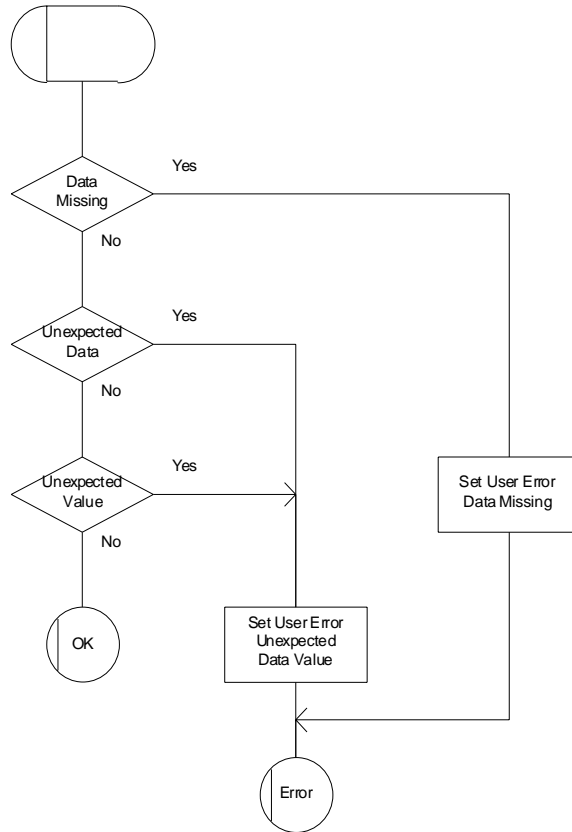 Yes
Data
Missing
No
Yes
Unexpected
Data
No
Yes
Unexpected
Value
No
Set User Error
Data Missing
OK
Set User Error
Unexpected
Data Value
Error